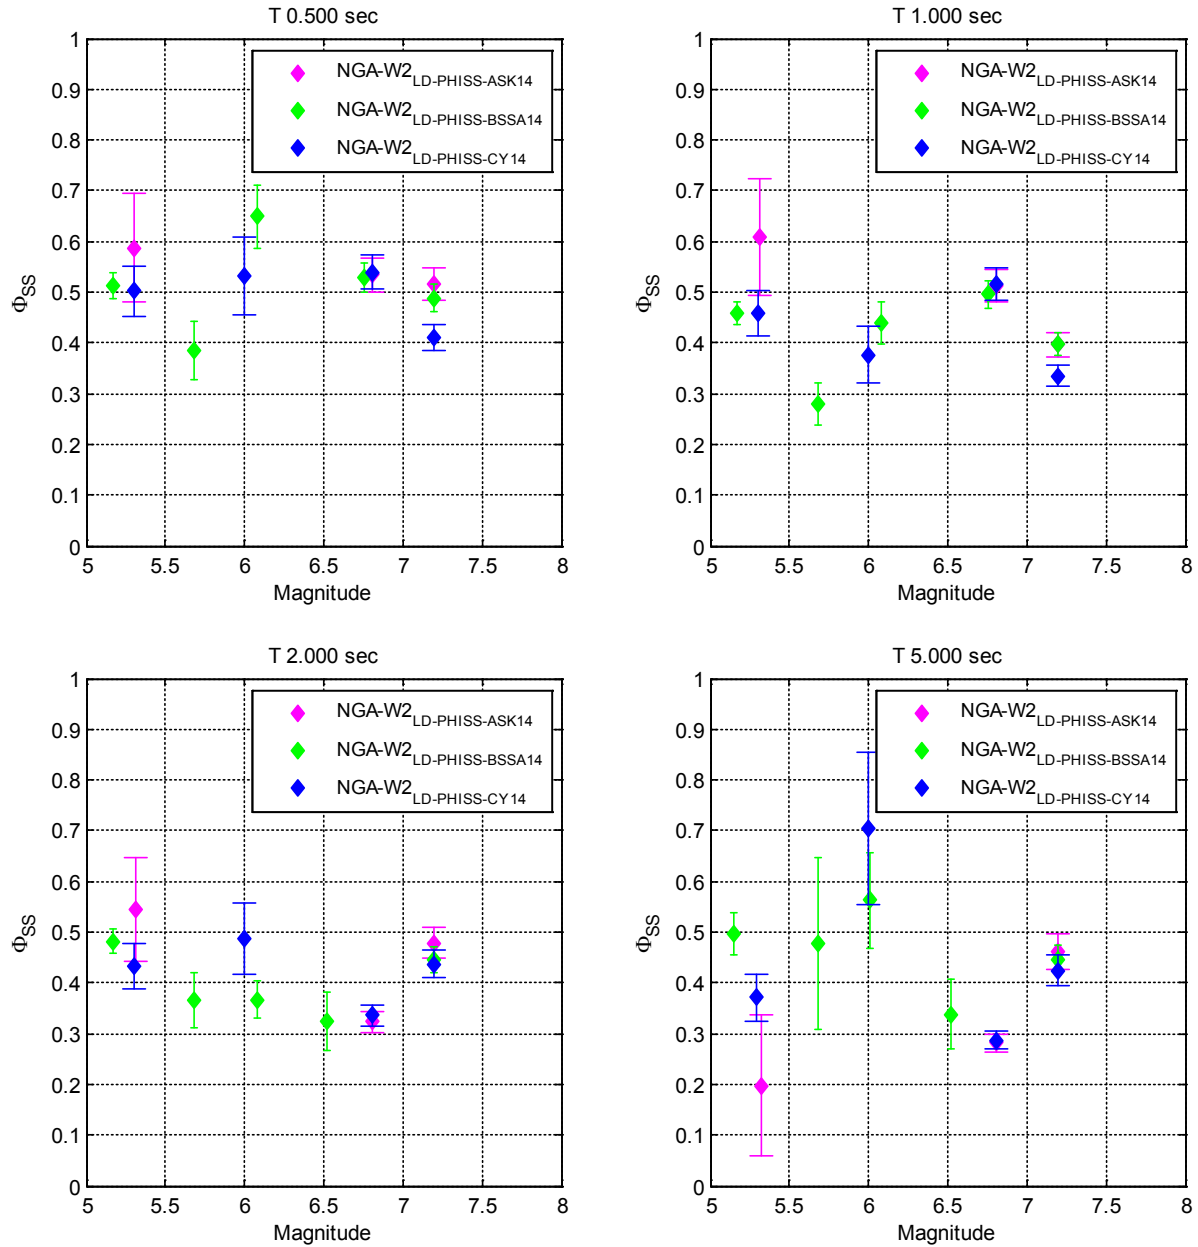 T 0.500 sec
1
0.9
0.8
0.7
0.6
0.5
0.4
0.3
0.2
0.1
0
ΦSS
5 5.5 6 6.5 7 7.5 8
Magnitude
NGA-W2LD-PHISS-ASK14
NGA-W2LD-PHISS-BSSA14
NGA-W2LD-PHISS-CY14
T 1.000 sec
1
0.9
0.8
0.7
0.6
0.5
0.4
0.3
0.2
0.1
0
ΦSS
5 5.5 6 6.5 7 7.5 8
Magnitude
NGA-W2LD-PHISS-ASK14
NGA-W2LD-PHISS-BSSA14
NGA-W2LD-PHISS-CY14
T 2.000 sec
1
0.9
0.8
0.7
0.6
0.5
0.4
0.3
0.2
0.1
0
ΦSS
5 5.5 6 6.5 7 7.5 8
Magnitude
NGA-W2LD-PHISS-ASK14
NGA-W2LD-PHISS-BSSA14
NGA-W2LD-PHISS-CY14
T 5.000 sec
1
0.9
0.8
0.7
0.6
0.5
0.4
0.3
0.2
0.1
0
ΦSS
5 5.5 6 6.5 7 7.5 8
Magnitude
NGA-W2LD-PHISS-ASK14
NGA-W2LD-PHISS-BSSA14
NGA-W2LD-PHISS-CY14